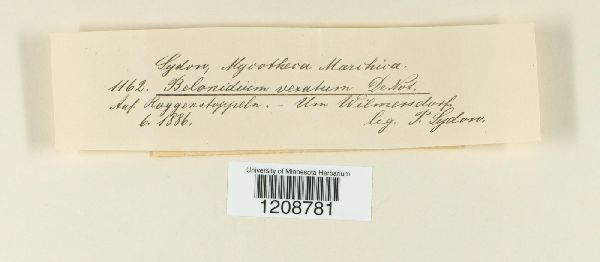 Sydow, Mycotheca Marchica.
1162. Belonidium vexatum De Not.
Auf Roggenstoppeln. - Um Wilmersdorf,
6. 1886. leg. P. Sydow.
University of Minnesota Herbarium
1208781